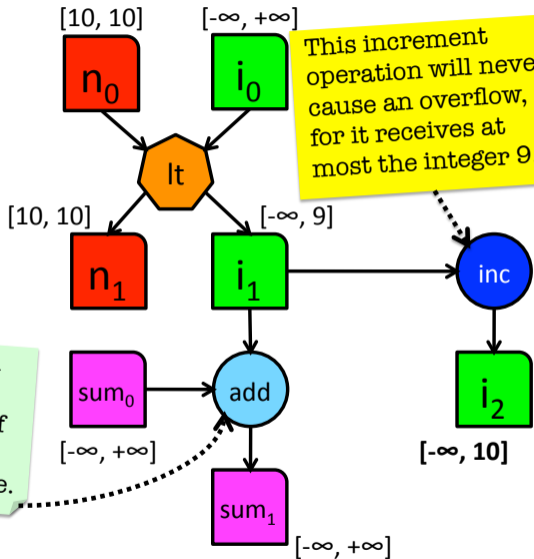 [10, 10] [-∞, +∞]
n₀ i₀
This increment
operation will neve
cause an overflow,
for it receives at
most the integer 9
lt
[10, 10] [-∞, 9]
n₁ i₁ inc
sum₀ add i₂
f
[-∞, +∞] [-∞, 10]
e.
sum₁
[-∞, +∞]